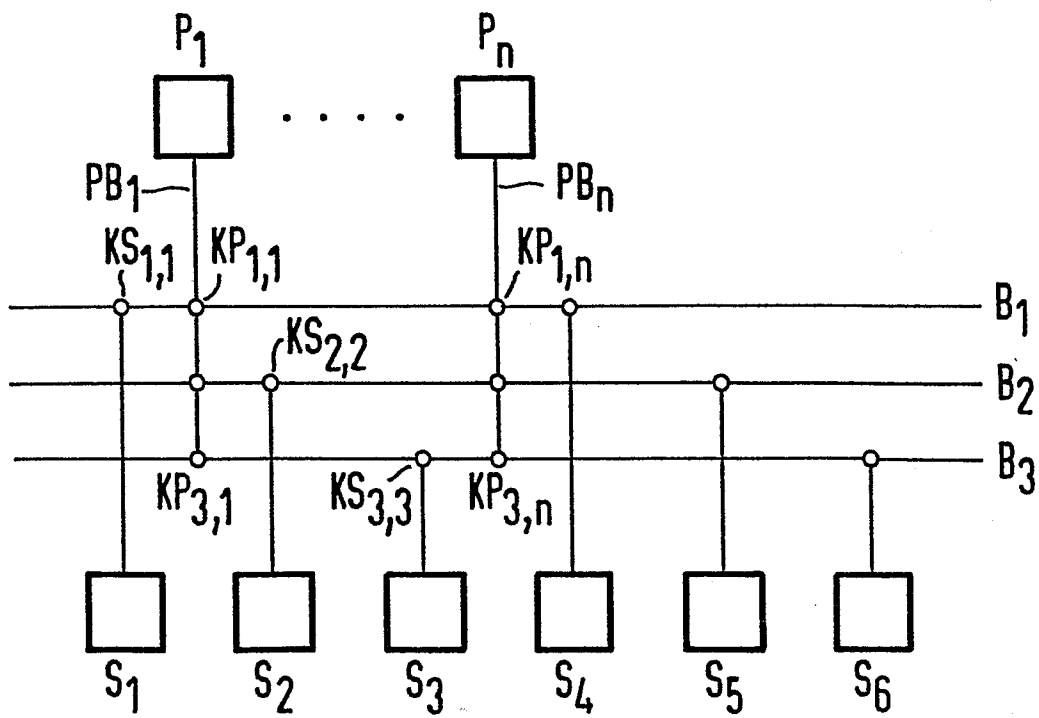 P₁ Pₙ
PB₁ PBₙ
KS₁,₁ KP₁,₁ KP₁,ₙ
B₁
KS₂,₂
B₂
B₃
KP₃,₁ KS₃,₃ KP₃,ₙ
S₁ S₂ S₃ S₄ S₅ S₆